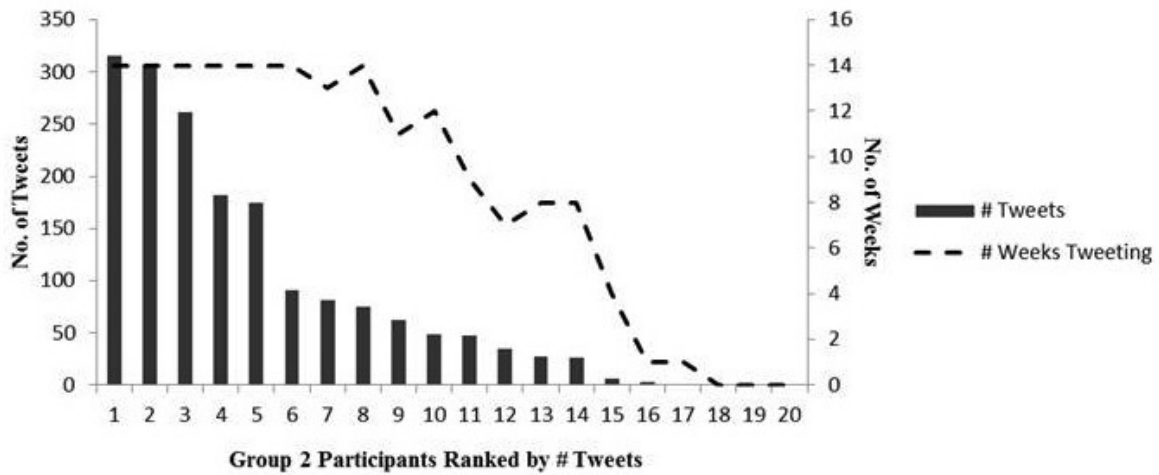 350
300
250
200
150
100
50
0
No. of Tweets
16
14
12
10
8
6
4
2
0
No. of Weeks
# Tweets
# Weeks Tweeting
1 2 3 4 5 6 7 8 9 10 11 12 13 14 15 16 17 18 19 20
Group 2 Participants Ranked by # Tweets